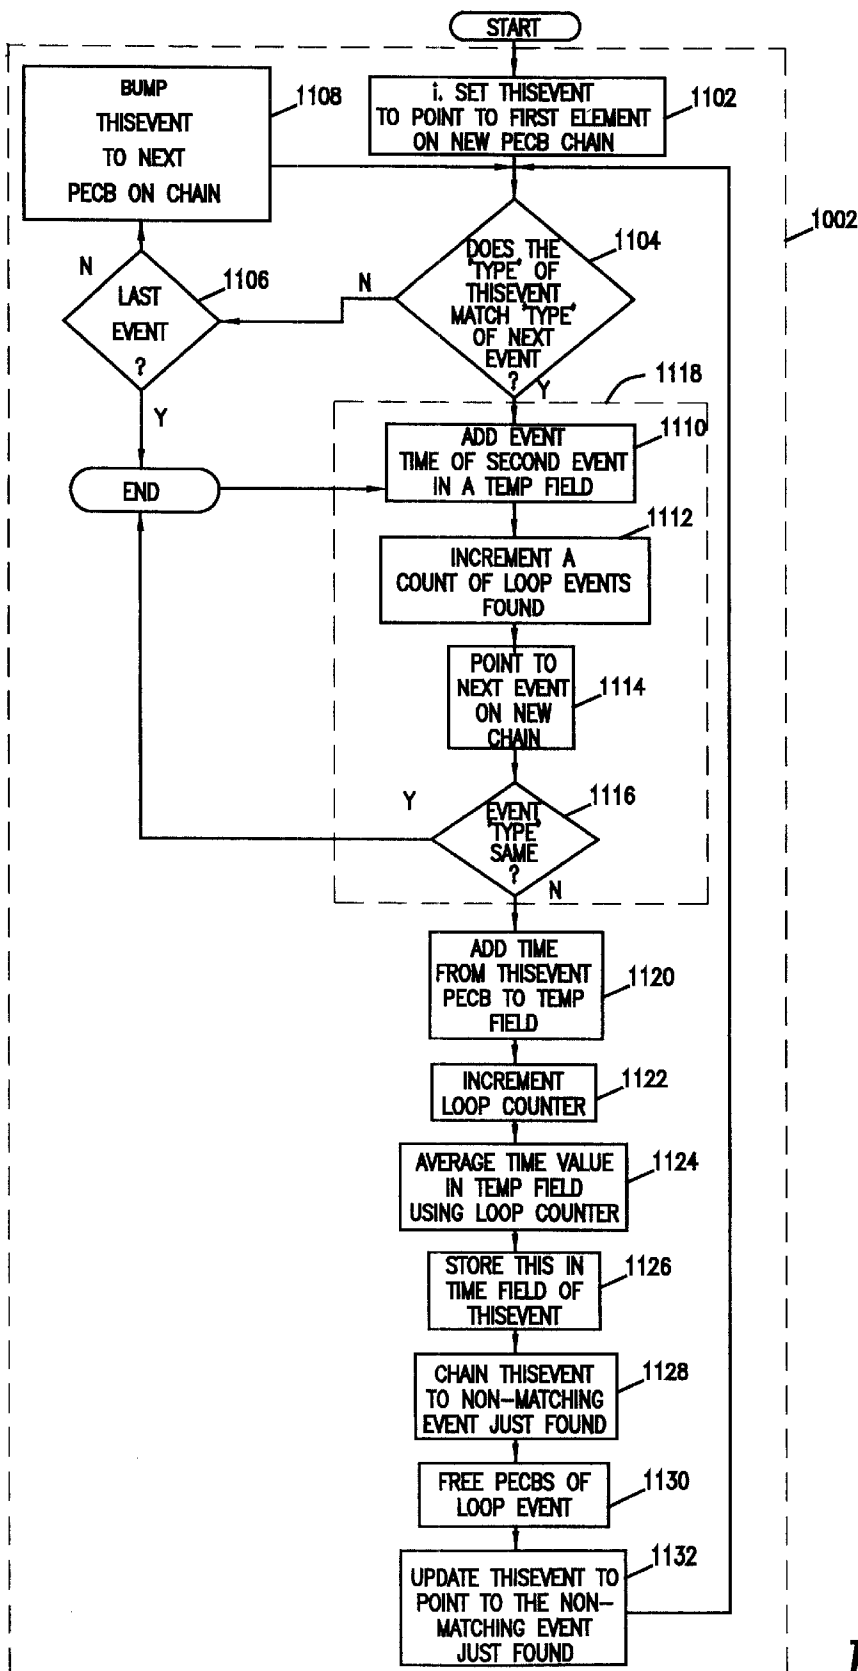 START
i. SET THISEVENT
TO POINT TO FIRST ELEMENT
ON NEW PECB CHAIN
1102
BUMP
THISEVENT
TO NEXT
PECB ON CHAIN
1108
1002
DOES THE
'TYPE' OF
THISEVENT
MATCH 'TYPE'
OF NEXT
EVENT
?
1104
N
Y
LAST
EVENT
?
1106
N
Y
END
1118
ADD EVENT
TIME OF SECOND EVENT
IN A TEMP FIELD
1110
INCREMENT A
COUNT OF LOOP EVENTS
FOUND
1112
POINT TO
NEXT EVENT
ON NEW
CHAIN
1114
EVENT
'TYPE'
SAME
?
1116
Y
N
ADD TIME
FROM THISEVENT
PECB TO TEMP
FIELD
1120
INCREMENT
LOOP COUNTER
1122
AVERAGE TIME VALUE
IN TEMP FIELD
USING LOOP COUNTER
1124
STORE THIS IN
TIME FIELD OF
THISEVENT
1126
CHAIN THISEVENT
TO NON-MATCHING
EVENT JUST FOUND
1128
FREE PECBS OF
LOOP EVENT
1130
UPDATE THISEVENT TO
POINT TO THE NON-
MATCHING EVENT
JUST FOUND
1132